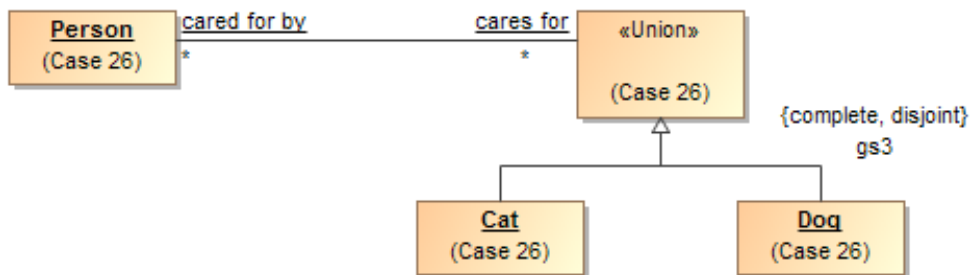 Person
(Case 26)
cared for by
*
cares for
*
«Union»
(Case 26)
{complete, disjoint}
gs3
Cat
(Case 26)
Dog
(Case 26)